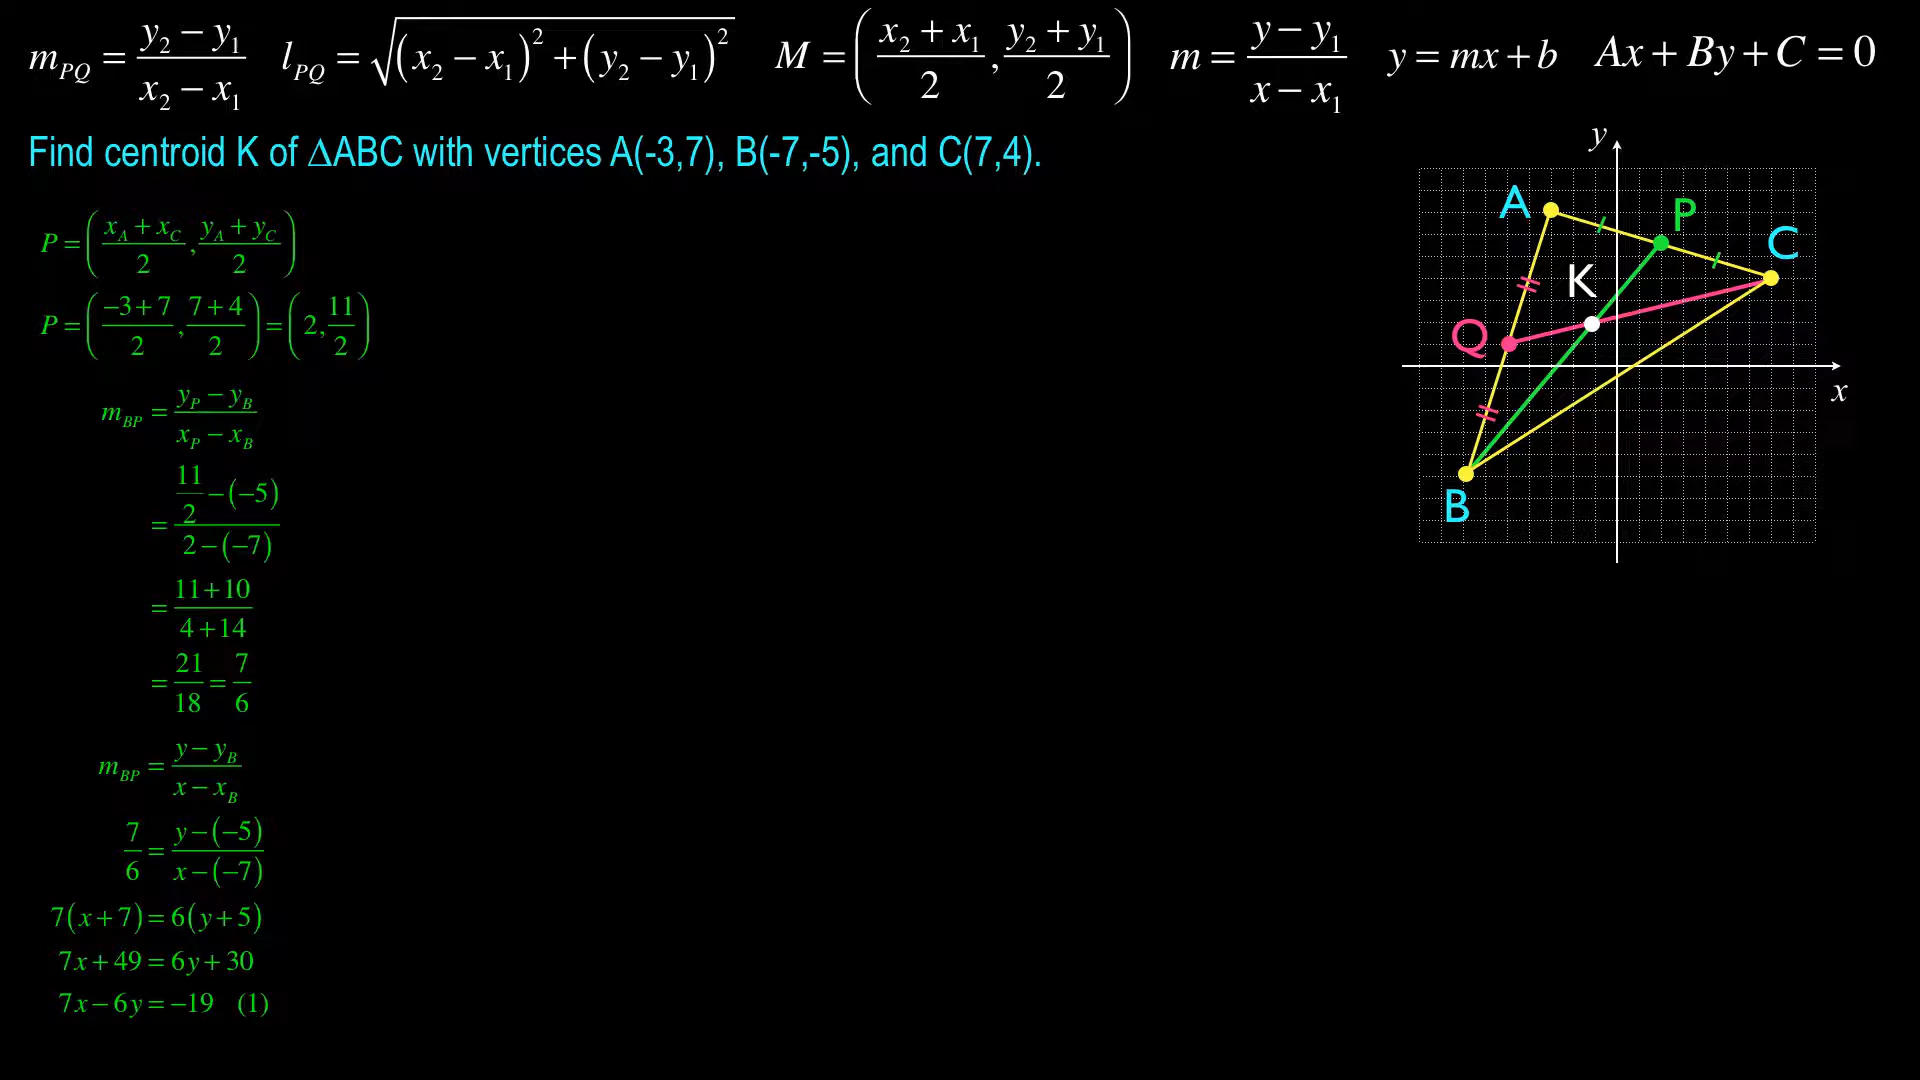 m_PQ = (y₂ − y₁)/(x₂ − x₁)   l_PQ = √((x₂ − x₁)² + (y₂ − y₁)²)   M = ((x₂ + x₁)/2, (y₂ + y₁)/2)   m = (y − y₁)/(x − x₁)   y = mx + b   Ax + By + C = 0
Find centroid K of ΔABC with vertices A(-3,7), B(-7,-5), and C(7,4).
P = ((x_A + x_C)/2, (y_A + y_C)/2)
P = ((−3 + 7)/2, (7 + 4)/2) = (2, 11/2)
m_BP = (y_P − y_B)/(x_P − x_B)
= (11/2 − (−5))/(2 − (−7))
= (11 + 10)/(4 + 14)
= 21/18 = 7/6
m_BP = (y − y_B)/(x − x_B)
7/6 = (y − (−5))/(x − (−7))
7(x + 7) = 6(y + 5)
7x + 49 = 6y + 30
7x − 6y = −19   (1)
y
A
P
C
K
Q
x
B